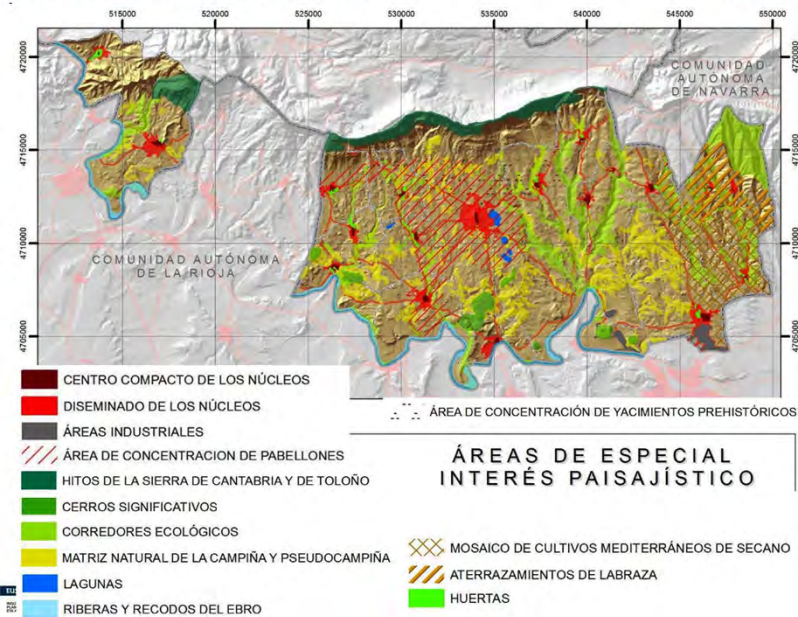 515000 520000 525000 530000 535000 540000 545000 550000
4720000 4720000
COMUNIDAD
AUTÓNOMA
DE NAVARRA
4715000 4715000
4710000 4710000
COMUNIDAD AUTÓNOMA
DE LA RIOJA
4705000 4705000
CENTRO COMPACTO DE LOS NÚCLEOS
DISEMINADO DE LOS NÚCLEOS
ÁREAS INDUSTRIALES
ÁREA DE CONCENTRACION DE PABELLONES
HITOS DE LA SIERRA DE CANTABRIA Y DE TOLOÑO
CERROS SIGNIFICATIVOS
CORREDORES ECOLÓGICOS
MATRIZ NATURAL DE LA CAMPIÑA Y PSEUDOCAMPIÑA
LAGUNAS
RIBERAS Y RECODOS DEL EBRO
ÁREA DE CONCENTRACIÓN DE YACIMIENTOS PREHISTÓRICOS
ÁREAS DE ESPECIAL
INTERÉS PAISAJÍSTICO
MOSAICO DE CULTIVOS MEDITERRÁNEOS DE SECANO
ATERRAZAMIENTOS DE LABRAZA
HUERTAS